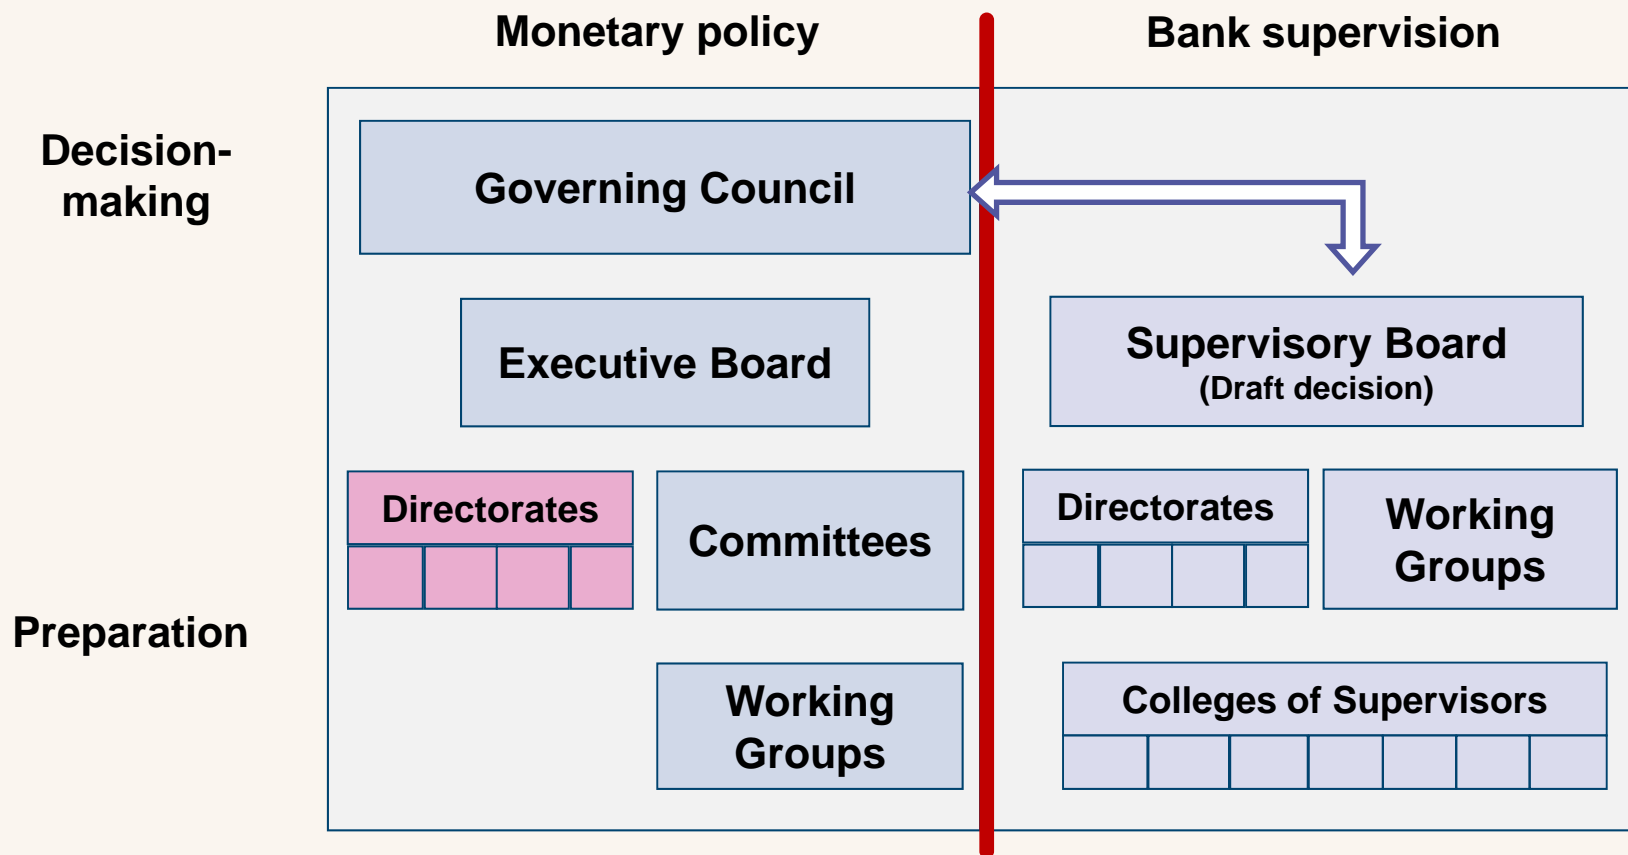 Monetary policy
Bank supervision
Decision-
making
Governing Council
Executive Board
Supervisory Board
(Draft decision)
Directorates
Committees
Directorates
Working
Groups
Preparation
Working
Groups
Colleges of Supervisors